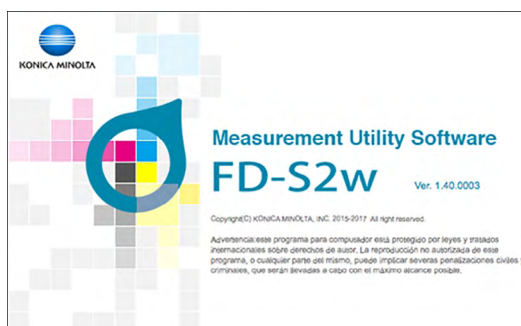 KONICA MINOLTA
Measurement Utility Software
FD-S2w
Ver. 1.40.0003
Copyright(C) KONICA MINOLTA, INC. 2015-2017 All right reserved.
Advertencia:este programa para computador está protegido por leyes y tratados
internacionales sobre derechos de autor. La reproducción no autorizada de este
programa, o cualquier parte del mismo, puede implicar severas penalizaciones civiles y
criminales, que serán llevadas a cabo con el máximo alcance posible.